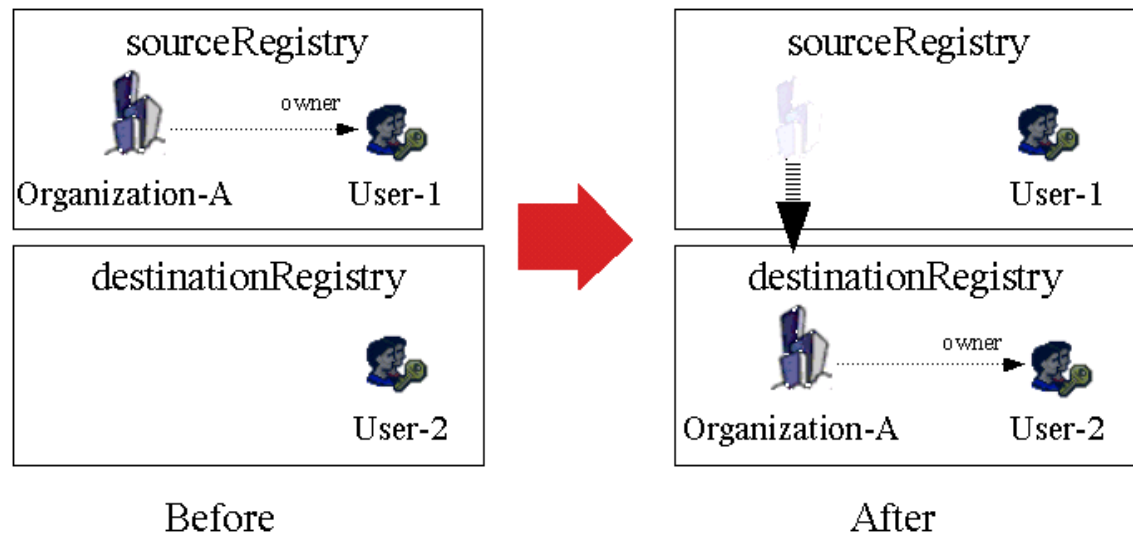 sourceRegistry
owner
Organization-A User-1
destinationRegistry
User-2
Before
sourceRegistry
User-1
destinationRegistry
owner
Organization-A User-2
After